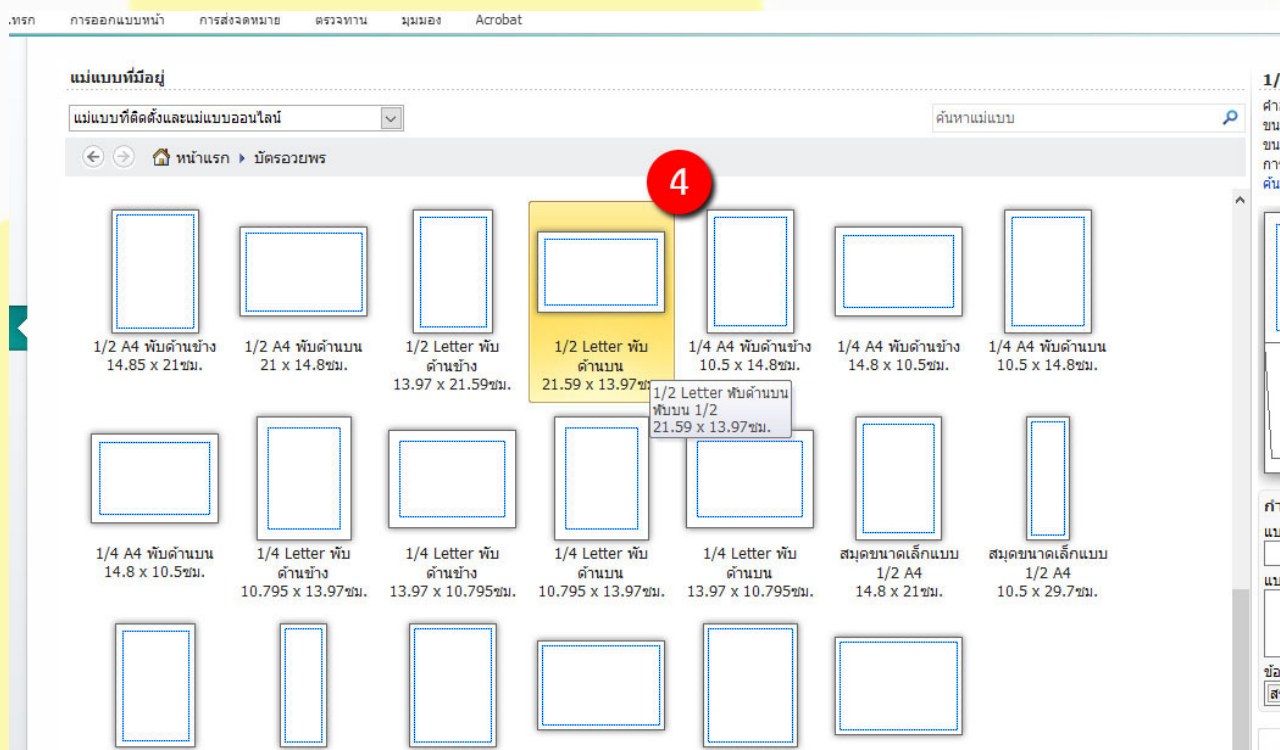 การออกแบบหน้า การส่งจดหมาย ตรวจทาน มุมมอง Acrobat
แม่แบบที่มีอยู่
แม่แบบที่ติดตั้งและแม่แบบออนไลน์
ค้นหาแม่แบบ
หน้าแรก บัตรอวยพร
4
1/2 A4 พับด้านข้าง
14.85 x 21ซม.
1/2 A4 พับด้านบน
21 x 14.8ซม.
1/2 Letter พับ
ด้านข้าง
13.97 x 21.59ซม.
1/2 Letter พับ
ด้านบน
21.59 x 13.97ซม.
1/4 A4 พับด้านข้าง
10.5 x 14.8ซม.
1/4 A4 พับด้านข้าง
14.8 x 10.5ซม.
1/4 A4 พับด้านบน
10.5 x 14.8ซม.
1/2 Letter พับด้านบน
พับบน 1/2
21.59 x 13.97ซม.
1/4 A4 พับด้านบน
14.8 x 10.5ซม.
1/4 Letter พับ
ด้านข้าง
10.795 x 13.97ซม.
1/4 Letter พับ
ด้านข้าง
13.97 x 10.795ซม.
1/4 Letter พับ
ด้านบน
10.795 x 13.97ซม.
1/4 Letter พับ
ด้านบน
13.97 x 10.795ซม.
สมุดขนาดเล็กแบบ
1/2 A4
14.8 x 21ซม.
สมุดขนาดเล็กแบบ
1/2 A4
10.5 x 29.7ซม.